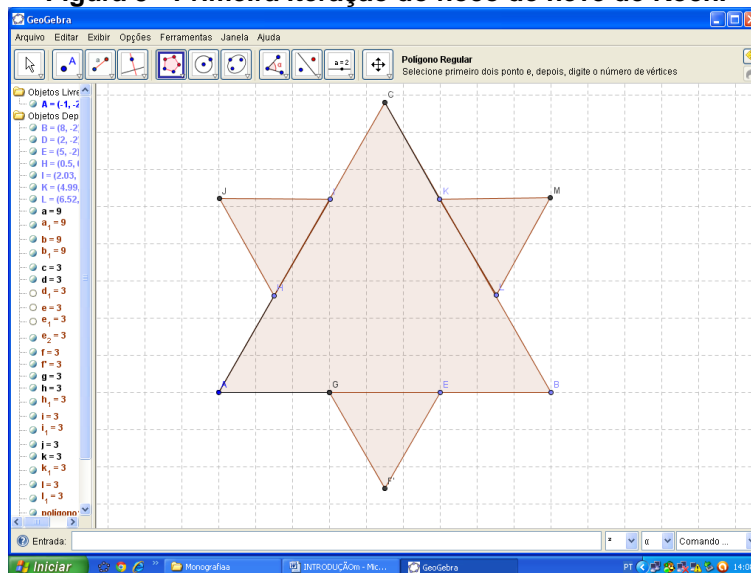 GeoGebra
Arquivo Editar Exibir Opções Ferramentas Janela Ajuda
A
a=2
Polígono Regular
Selecione primeiro dois ponto e, depois, digite o número de vértices
Objetos Livre
A = (-1, -2
Objetos Dep
B = (8, -2
D = (2, -2
E = (5, -2
H = (0.5,
I = (2.03,
K = (4.99,
L = (6.52,
a = 9
a₁ = 9
b = 9
b₁ = 9
c = 3
d = 3
d₁ = 3
e = 3
e₁ = 3
e₂ = 3
f = 3
f' = 3
g = 3
h = 3
h₁ = 3
i = 3
i₁ = 3
j = 3
k = 3
k₁ = 3
l = 3
l₁ = 3
C
J
K
M
H
L
A
G
E
B
F'
Entrada:
²
α
Comando ...
Iniciar
Monografiaa
INTRODUÇÃOm - Mic...
GeoGebra
PT